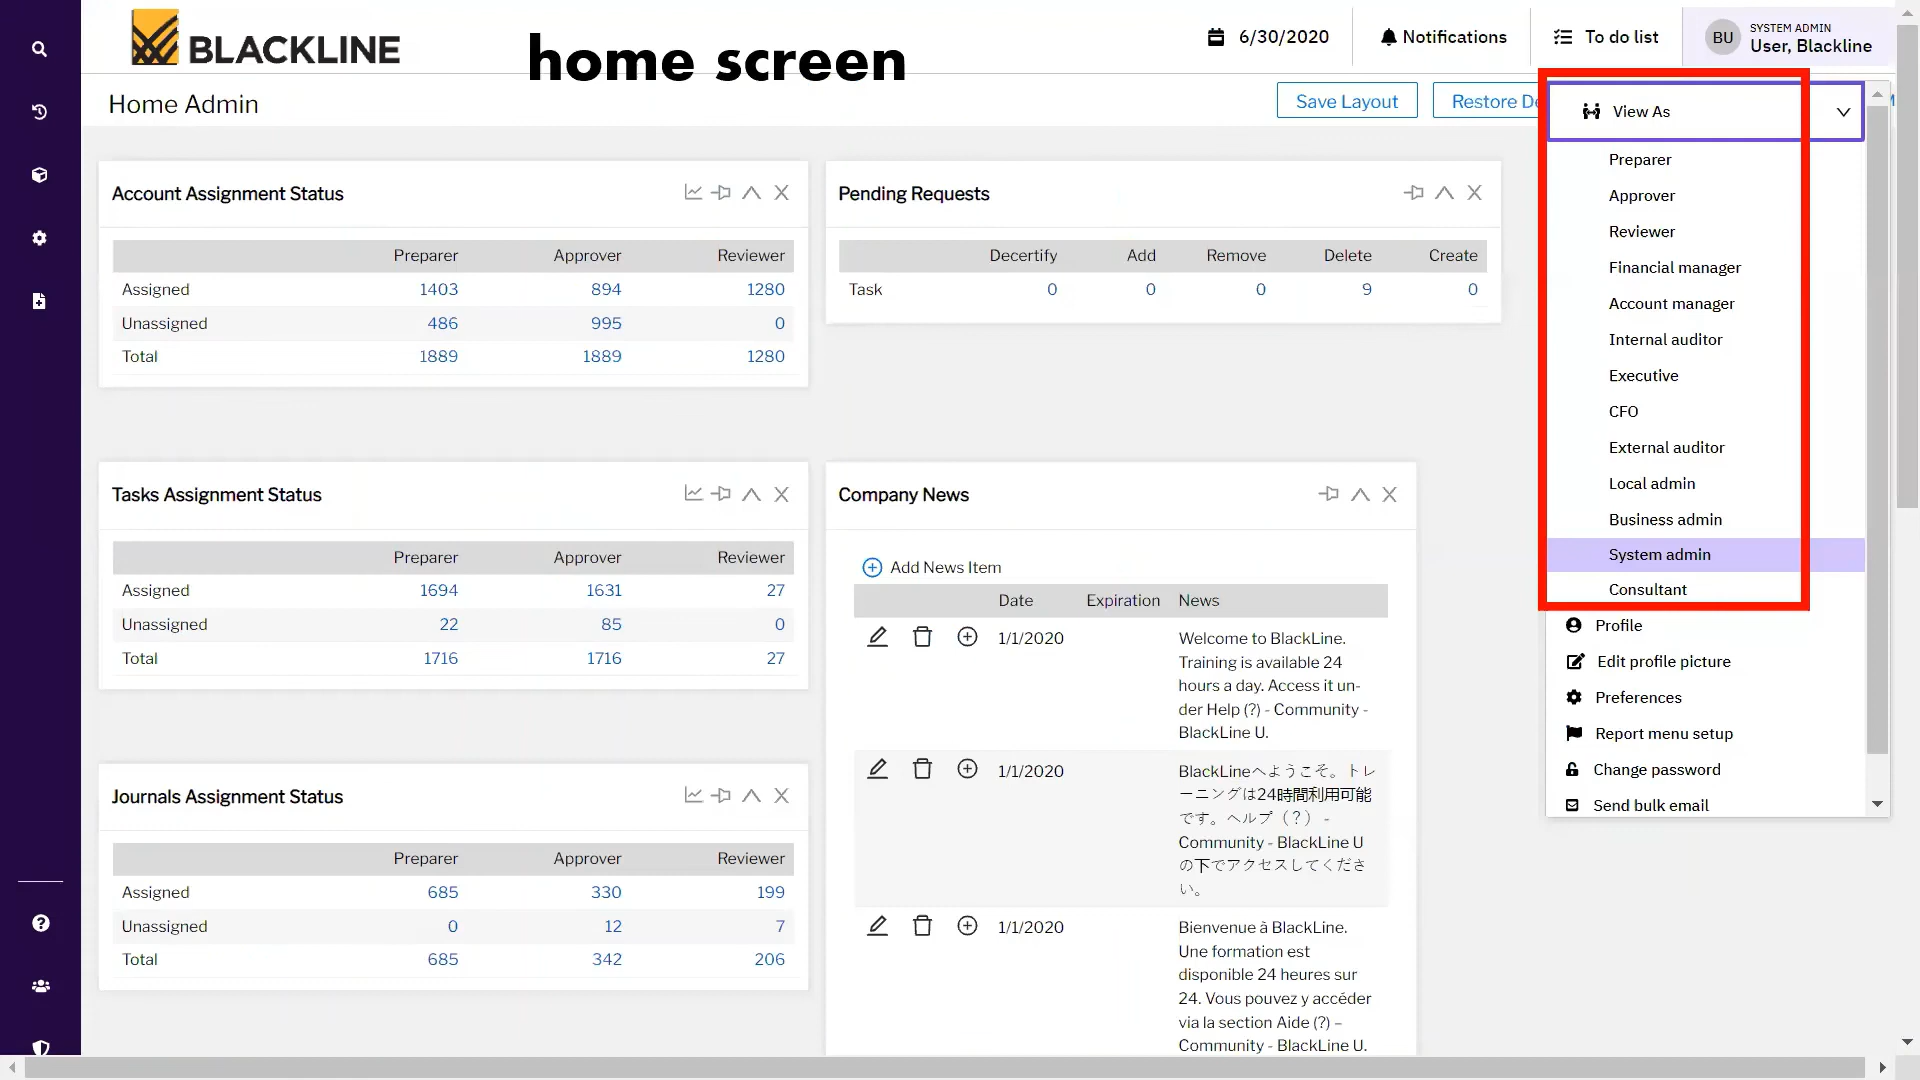 BLACKLINE
home screen
6/30/2020
Notifications
To do list
BU
SYSTEM ADMIN
User, Blackline
Home Admin
Save Layout
Restore De
View As
Preparer
Approver
Reviewer
Financial manager
Account manager
Internal auditor
Executive
CFO
External auditor
Local admin
Business admin
System admin
Consultant
Profile
Edit profile picture
Preferences
Report menu setup
Change password
Send bulk email
Account Assignment Status
Preparer Approver Reviewer
Assigned 1403 894 1280
Unassigned 486 995 0
Total 1889 1889 1280
Pending Requests
Decertify Add Remove Delete Create
Task 0 0 0 9 0
Tasks Assignment Status
Preparer Approver Reviewer
Assigned 1694 1631 27
Unassigned 22 85 0
Total 1716 1716 27
Company News
Add News Item
Date Expiration News
1/1/2020 Welcome to BlackLine.
Training is available 24
hours a day. Access it un-
der Help (?) - Community -
BlackLine U.
1/1/2020 BlackLineへようこそ。トレ
ーニングは24時間利用可能
です。ヘルプ（？） -
Community - BlackLine U
の下でアクセスしてくださ
い。
1/1/2020 Bienvenue à BlackLine.
Une formation est
disponible 24 heures sur
24. Vous pouvez y accéder
via la section Aide (?) –
Community - BlackLine U.
Journals Assignment Status
Preparer Approver Reviewer
Assigned 685 330 199
Unassigned 0 12 7
Total 685 342 206